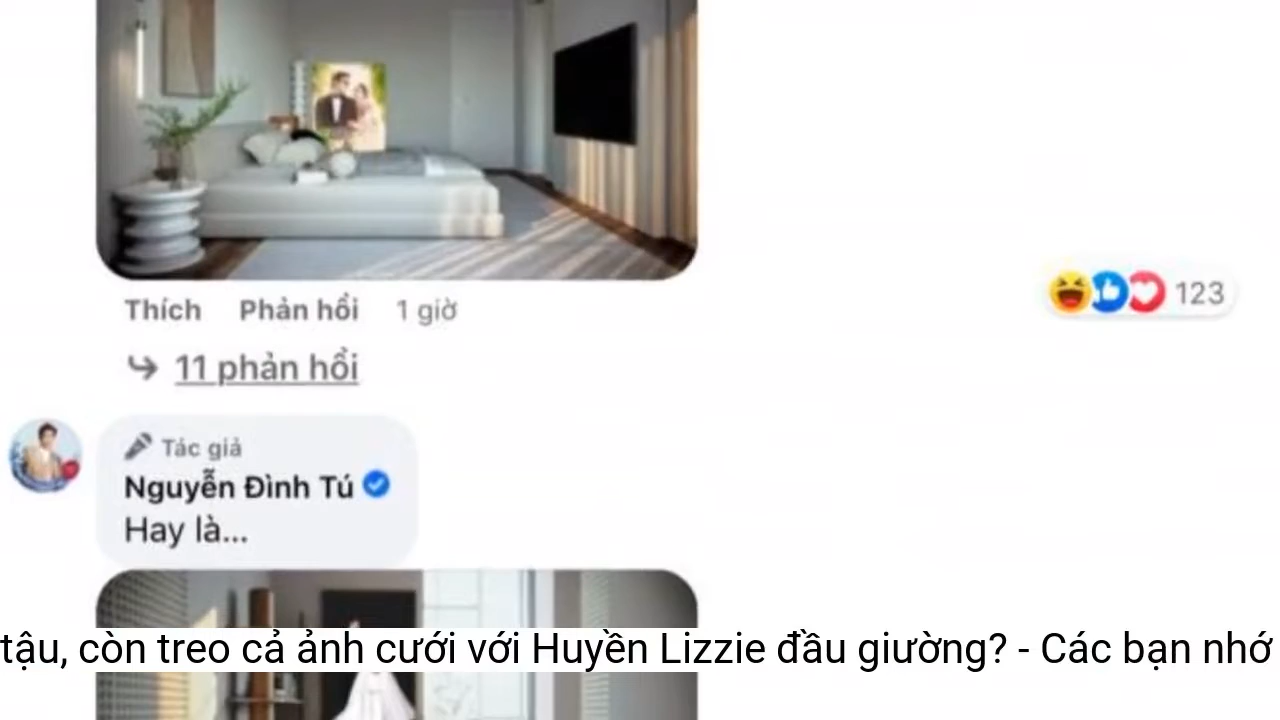 Thích Phản hồi 1 giờ
123
11 phản hồi
Tác giả
Nguyễn Đình Tú
Hay là...
tậu, còn treo cả ảnh cưới với Huyền Lizzie đầu giường? - Các bạn nhớ